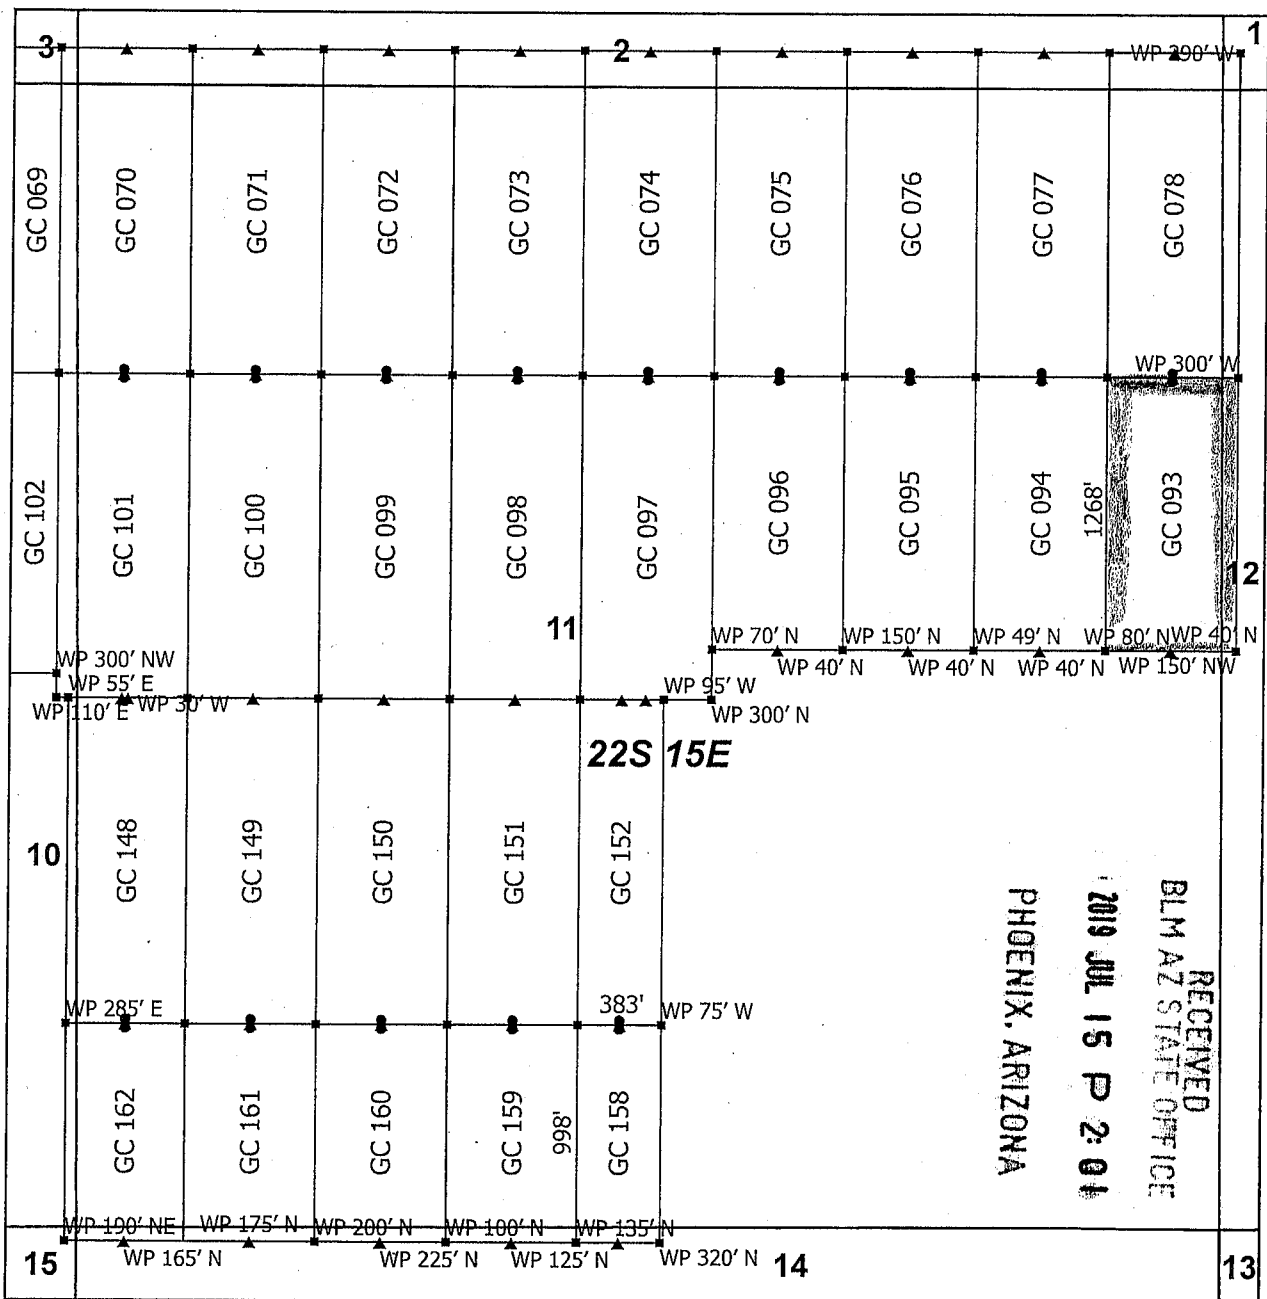 3
2
1
WP 290' W
GC 069
GC 070
GC 071
GC 072
GC 073
GC 074
GC 075
GC 076
GC 077
GC 078
WP 300' W
GC 102
GC 101
GC 100
GC 099
GC 098
GC 097
GC 096
GC 095
GC 094
1268'
GC 093
12
11
WP 70' N
WP 150' N
WP 49' N
WP 80' N
WP 40' N
WP 40' N
WP 40' N
WP 40' N
WP 150' NW
WP 300' NW
WP 55' E
WP 110' E
WP 30' W
WP 95' W
WP 300' N
22S 15E
10
GC 148
GC 149
GC 150
GC 151
GC 152
RECEIVED
BLM AZ STATE OFFICE
2019 JUL 15 P 2:01
PHOENIX, ARIZONA
WP 285' E
383'
WP 75' W
GC 162
GC 161
GC 160
GC 159
998'
GC 158
WP 190' NE
WP 175' N
WP 200' N
WP 100' N
WP 135' N
WP 165' N
WP 225' N
WP 125' N
WP 320' N
15
14
13